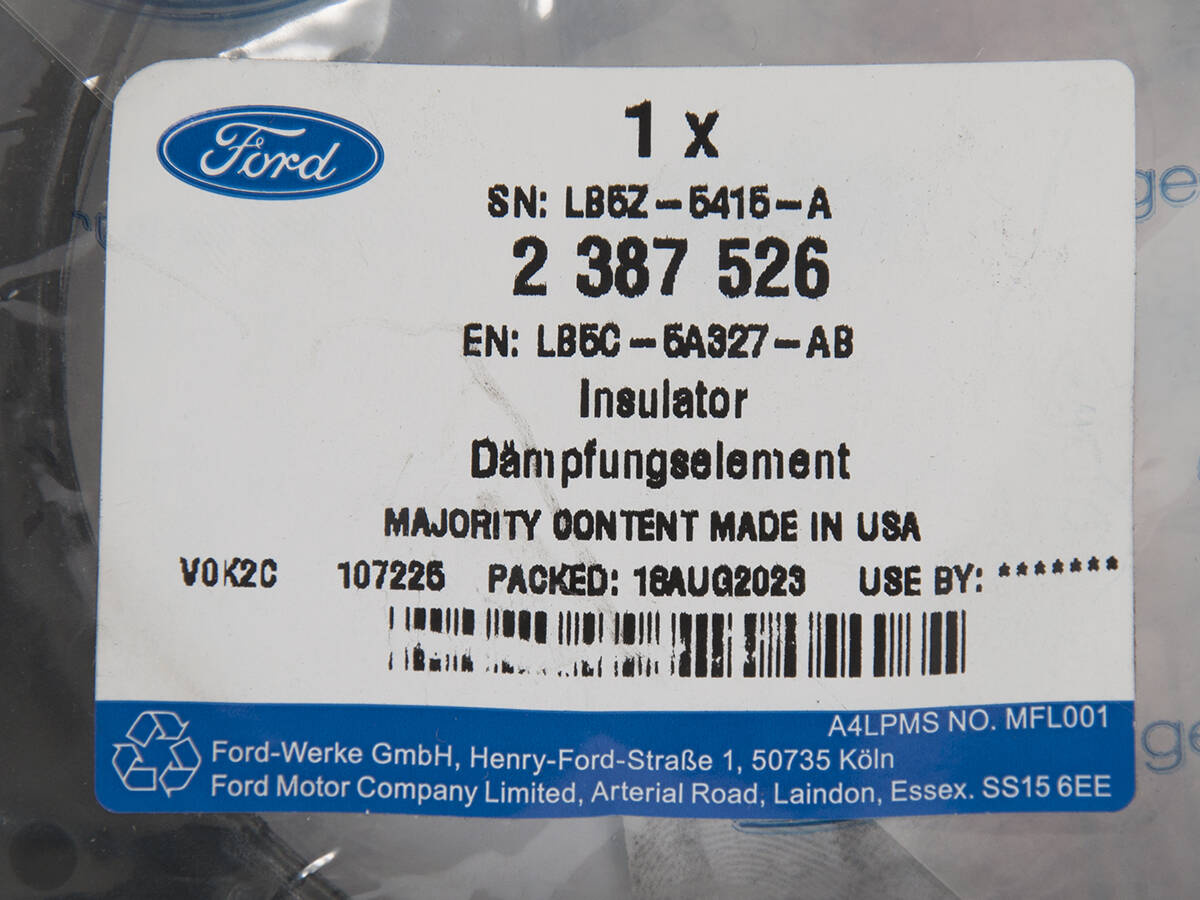 Ford
1 x
SN: LB5Z-5415-A
2 387 526
EN: LB5C-5A327-AB
Insulator
Dämpfungselement
MAJORITY CONTENT MADE IN USA
V0K2C 107225 PACKED: 18AUG2023 USE BY: *******
A4LPMS NO. MFL001
Ford-Werke GmbH, Henry-Ford-Straße 1, 50735 Köln
Ford Motor Company Limited, Arterial Road, Laindon, Essex. SS15 6EE